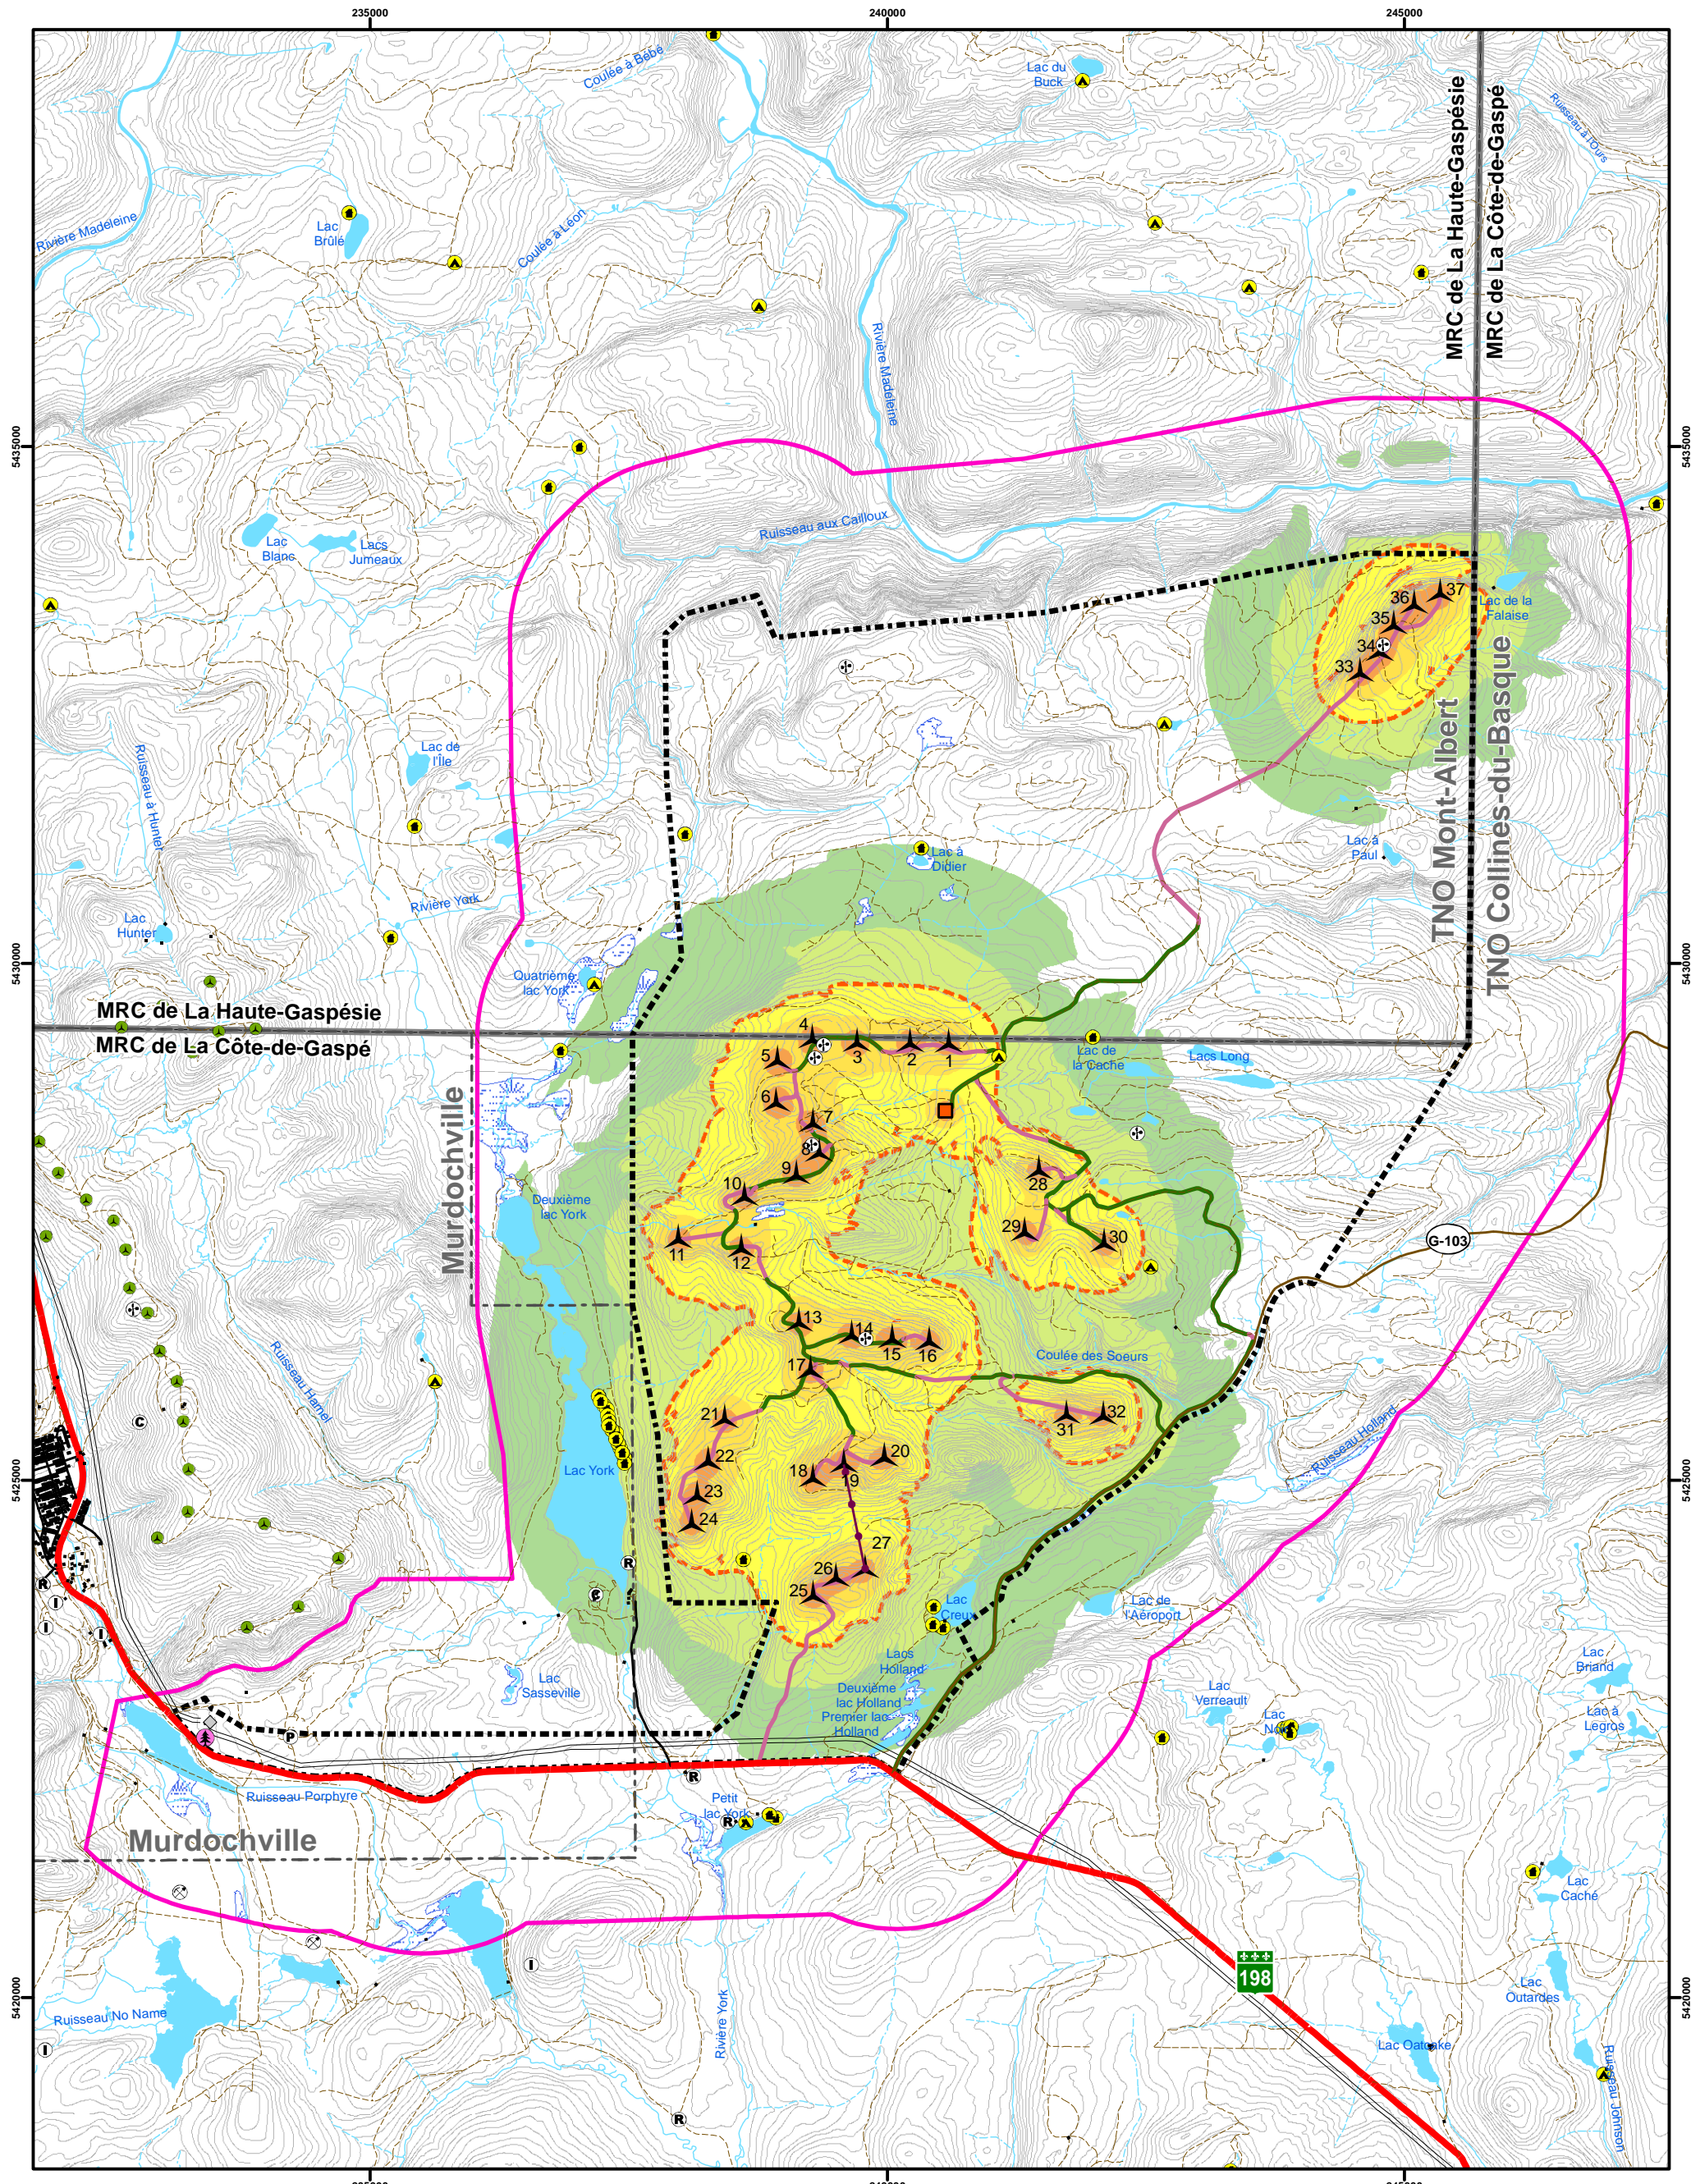 235000
240000
245000
Coulée à Bébé
Lac du
Buck
MRC de La Haute-Gaspésie
MRC de La Côte-de-Gaspé
Ruisseau à l'Ours
Rivière Madeleine
Lac
Brûlé
Coulée à Léon
Rivière Madeleine
5435000
5435000
Ruisseau aux Cailloux
Lac
Blanc
Lacs
Jumeaux
37
36
35
34
33
Lac de la
Falaise
TNO Mont-Albert
TNO Collines-du-Basque
Lac de
l'Île
Ruisseau à Hunter
Lac à
Didier
Lac à
Paul
Rivière York
Lac
Hunter
5430000
5430000
Quatrième
lac York
MRC de La Haute-Gaspésie
MRC de La Côte-de-Gaspé
4
3
2
1
5
6
7
8
9
10
11
12
Lac de
la Cache
Lacs Long
Murdochville
Deuxième
lac York
28
29
30
G-103
13
14
15
16
17
Coulée des Soeurs
Ruisseau Hamel
C
21
22
23
24
18
19
20
31
32
Lac York
Ruisseau Holland
5425000
5425000
27
26
25
R
R
I
I
I
C
Lac
Creux
Lac de
l'Aéroport
Lacs
Holland
Lac
Sasseville
Deuxième
lac Holland
Premier lac
Holland
Lac
Verreault
Lac
Briand
Lac à
Legros
P
R
Ruisseau Porphyre
Petit
lac York
R
Murdochville
Lac
Caché
I
198
Lac
Outardes
5420000
5420000
Ruisseau No Name
I
Rivière York
Lac Oatcake
Ruisseau Johnson
R
240000
245000